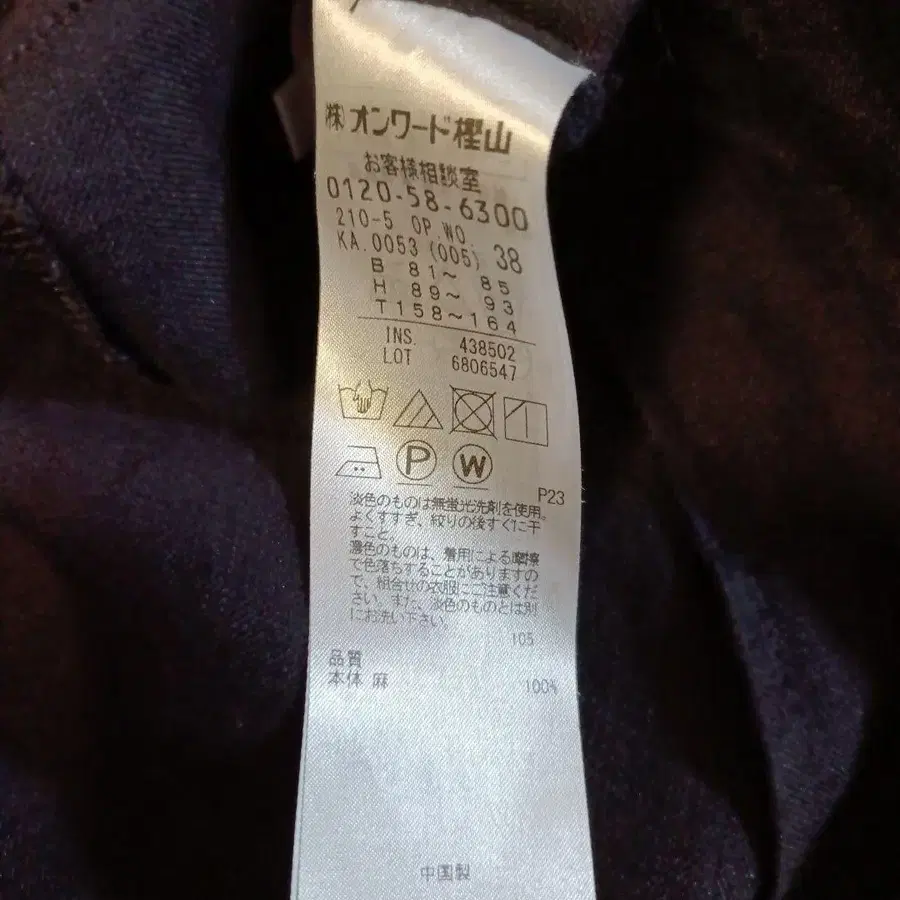 ㈱オンワード樫山
お客様相談室
0120-58-6300
210-5 OP.WO.
KA.0053 (005) 38
B 81～ 85
H 89～ 93
T158～164
INS. 438502
LOT 6806547
P W
P23
淡色のものは無蛍光洗剤を使用。
よくすすぎ、絞りの後すぐに干
すこと。
濃色のものは、着用による摩擦
で色落ちすることがありますの
で、組合せの衣服にご注意くだ
さい。また、淡色のものとは別
にお洗い下さい。
105
品質
本体 麻 100%
中国製